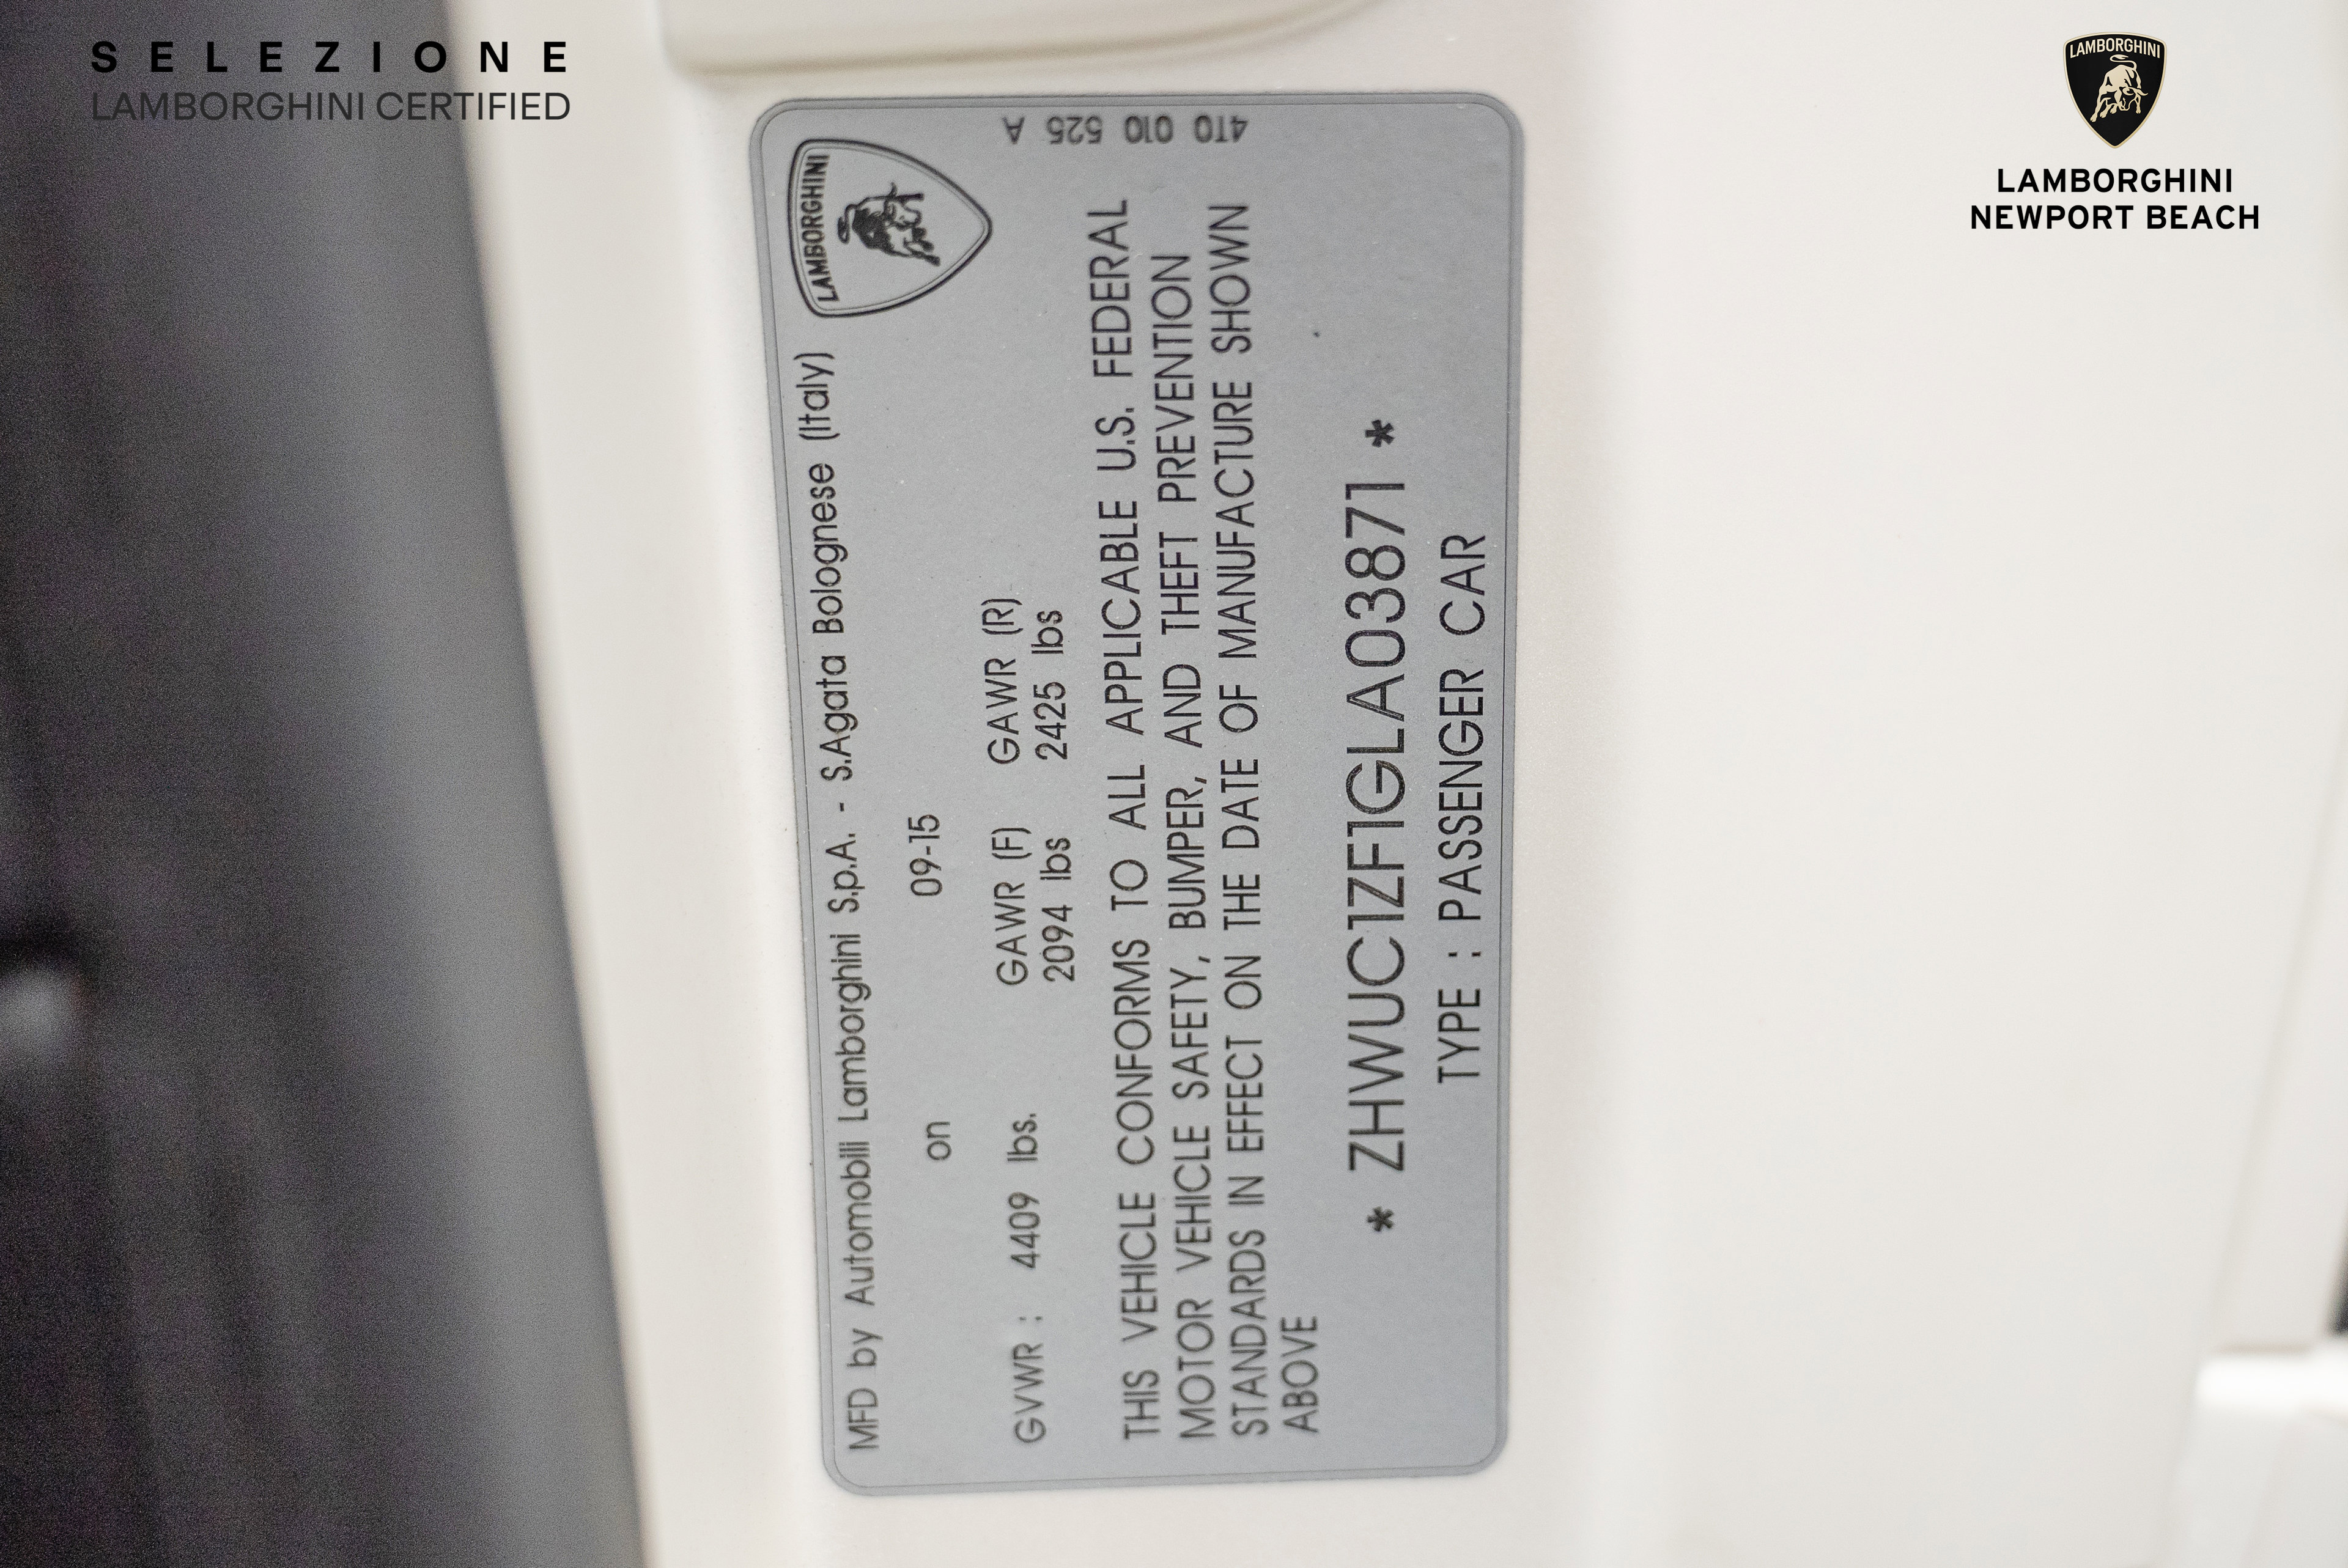 SELEZIONE
LAMBORGHINI CERTIFIED
LAMBORGHINI
LAMBORGHINI
NEWPORT BEACH
LAMBORGHINI
4T0 010 525 A
MFD by Automobili Lamborghini S.p.A. - S.Agata Bolognese (Italy)
on 09-15
GVWR : 4409 lbs. GAWR (F) GAWR (R)
2094 lbs 2425 lbs
THIS VEHICLE CONFORMS TO ALL APPLICABLE U.S. FEDERAL
MOTOR VEHICLE SAFETY, BUMPER, AND THEFT PREVENTION
STANDARDS IN EFFECT ON THE DATE OF MANUFACTURE SHOWN
ABOVE
* ZHWUC1ZF1GLA03871 *
TYPE : PASSENGER CAR